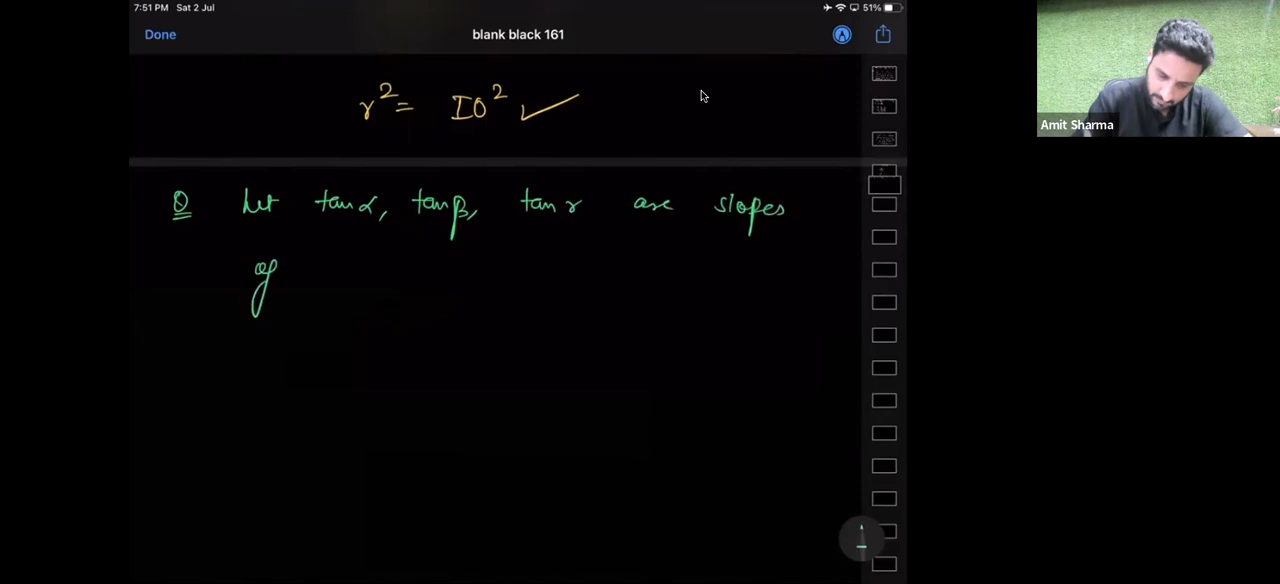 7:51 PM Sat 2 Jul
51%
Done
blank black 161
Amit Sharma
r² = IO² ✓
Q Let tanα, tanβ, tanγ are slopes
of